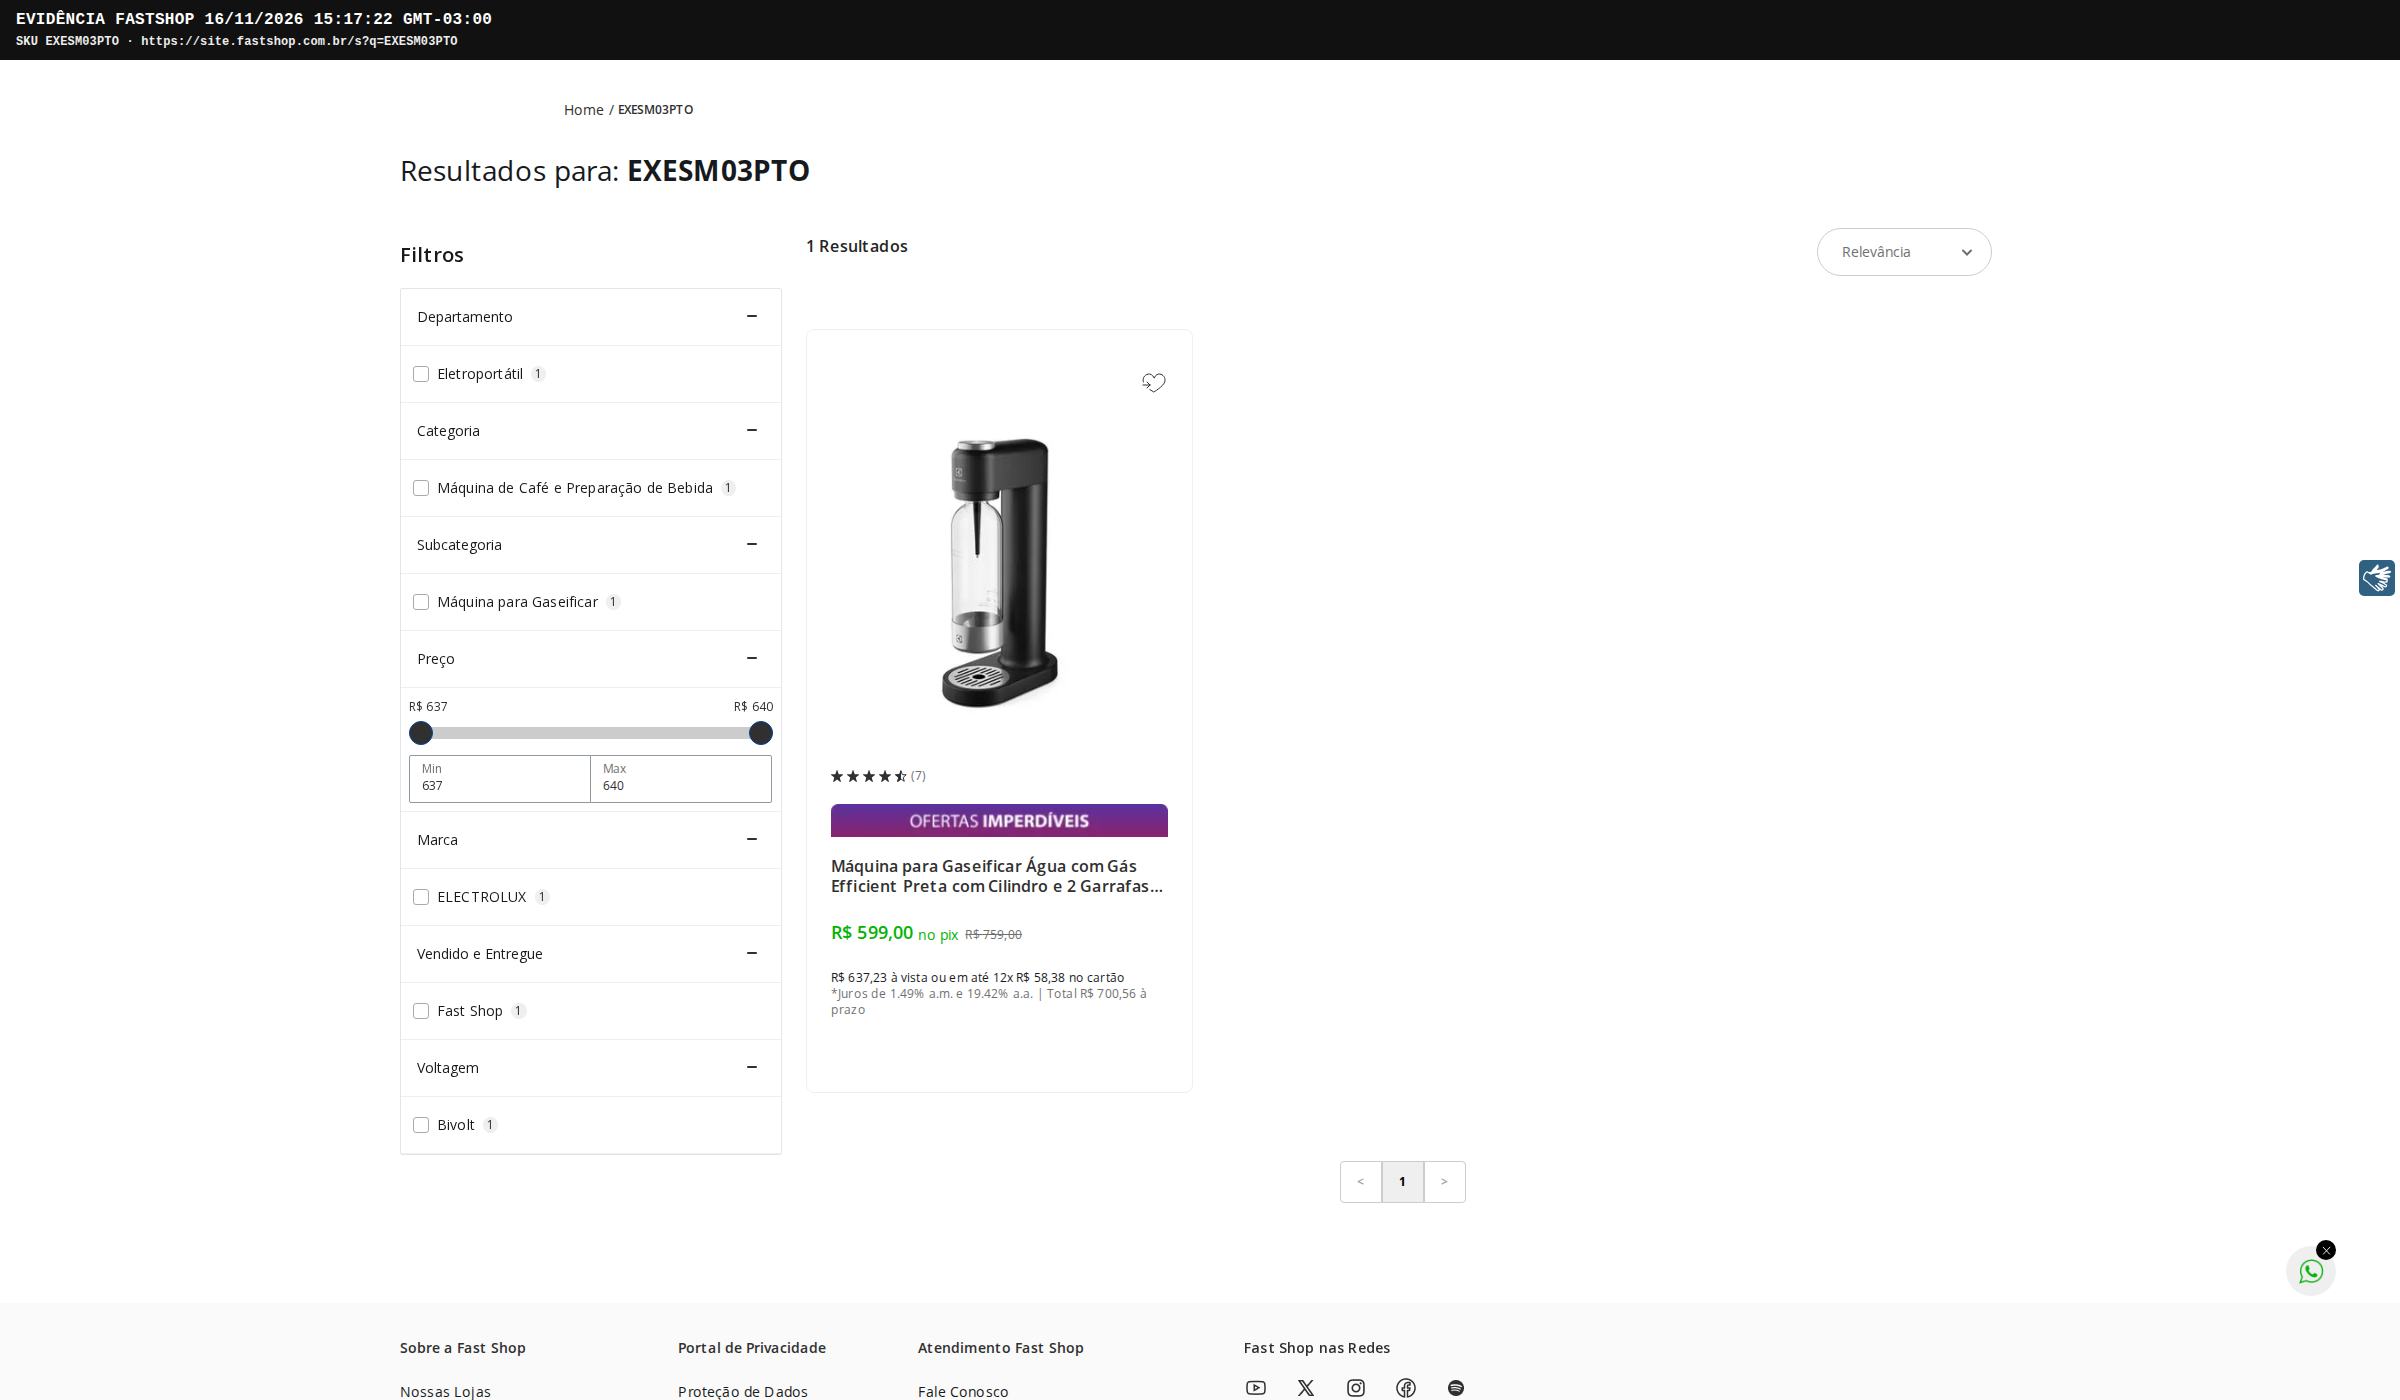 EVIDÊNCIA FASTSHOP 16/11/2026 15:17:22 GMT-03:00
SKU EXESM03PTO · https://site.fastshop.com.br/s?q=EXESM03PTO
Home / EXESM03PTO
Resultados para: EXESM03PTO
Filtros
1 Resultados
Relevância
Departamento
Eletroportátil 1
Categoria
Máquina de Café e Preparação de Bebida 1
Subcategoria
Máquina para Gaseificar 1
Preço
R$ 637
R$ 640
Min
637
Max
640
Marca
ELECTROLUX 1
Vendido e Entregue
Fast Shop 1
Voltagem
Bivolt 1
(7)
OFERTAS IMPERDÍVEIS
Máquina para Gaseificar Água com Gás
Efficient Preta com Cilindro e 2 Garrafas...
R$ 599,00 no pix R$ 759,00
R$ 637,23 à vista ou em até 12x R$ 58,38 no cartão
*Juros de 1.49% a.m. e 19.42% a.a. | Total R$ 700,56 à
prazo
< 1 >
Sobre a Fast Shop
Portal de Privacidade
Atendimento Fast Shop
Fast Shop nas Redes
Nossas Lojas
Proteção de Dados
Fale Conosco